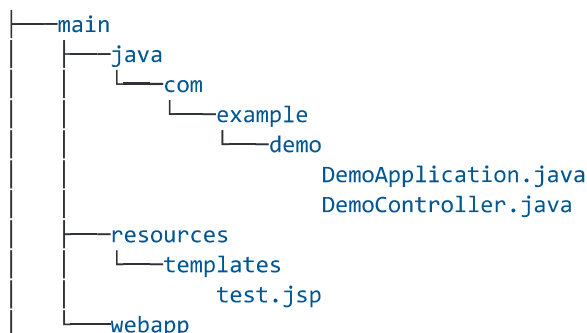 main
java
com
example
demo
DemoApplication.java
DemoController.java
resources
templates
test.jsp
webapp